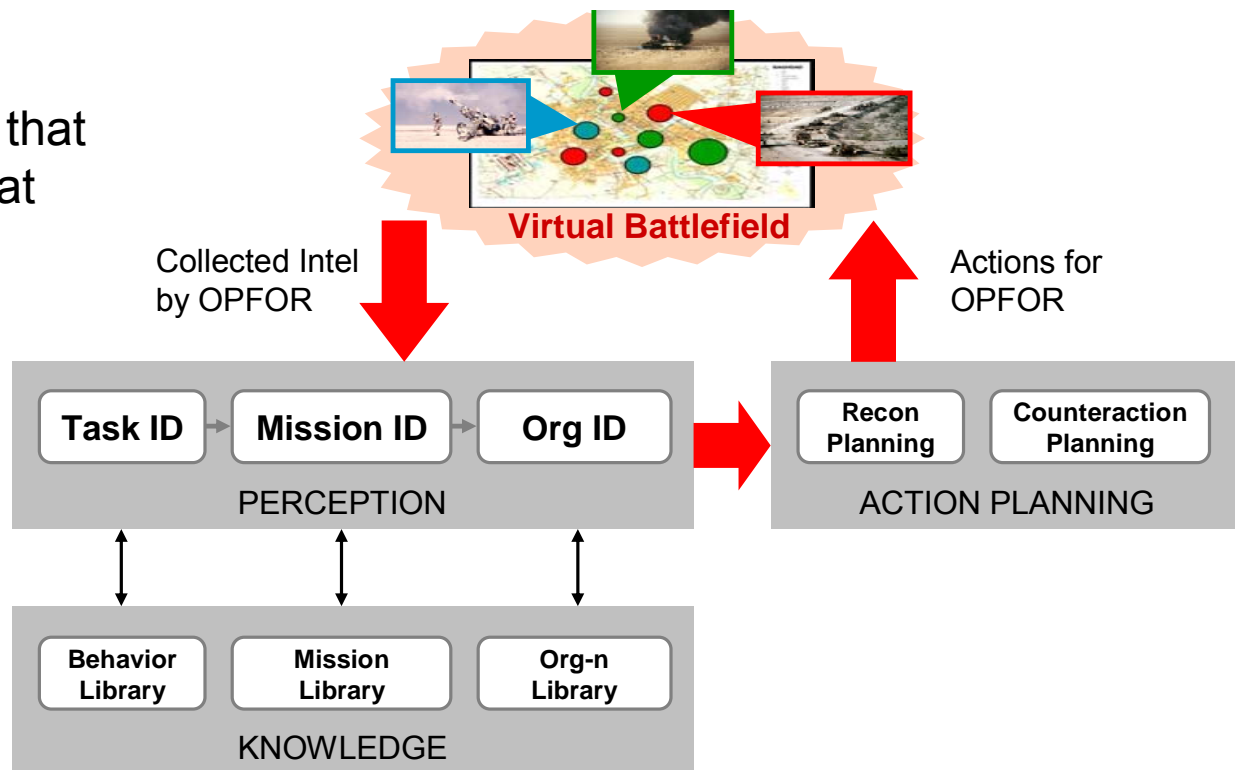 that
at
Virtual Battlefield
Collected Intel
by OPFOR
Actions for
OPFOR
Task ID
Mission ID
Org ID
PERCEPTION
Recon
Planning
Counteraction
Planning
ACTION PLANNING
Behavior
Library
Mission
Library
Org-n
Library
KNOWLEDGE